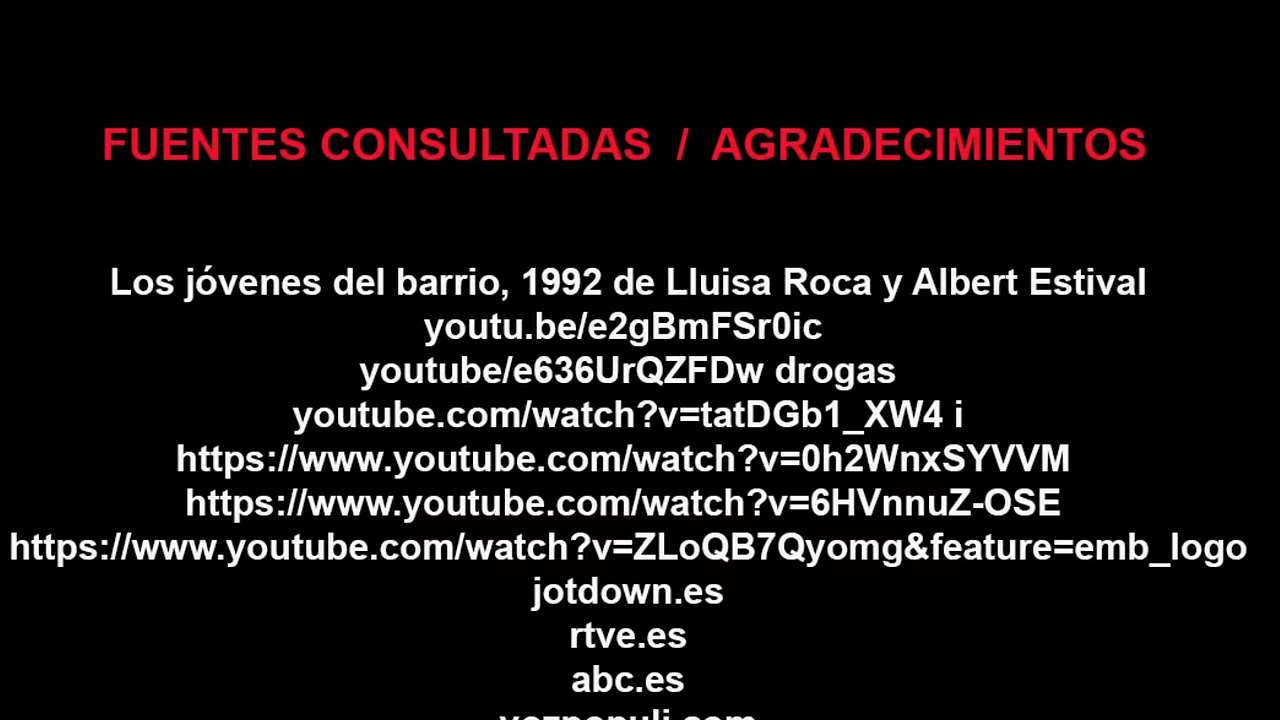 FUENTES CONSULTADAS / AGRADECIMIENTOS
Los jóvenes del barrio, 1992 de Lluisa Roca y Albert Estival
youtu.be/e2gBmFSr0ic
youtube/e636UrQZFDw drogas
youtube.com/watch?v=tatDGb1_XW4 i
https://www.youtube.com/watch?v=0h2WnxSYVVM
https://www.youtube.com/watch?v=6HVnnuZ-OSE
https://www.youtube.com/watch?v=ZLoQB7Qyomg&feature=emb_logo
jotdown.es
rtve.es
abc.es
vozpopuli.com